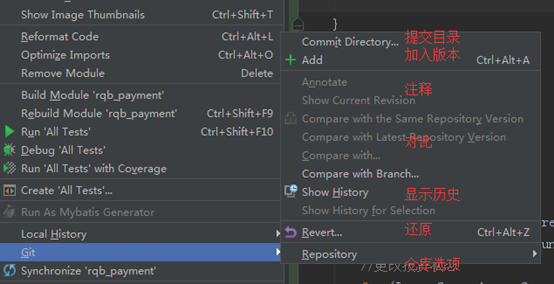 Show Image Thumbnails Ctrl+Shift+T
Reformat Code Ctrl+Alt+L
Optimize Imports Ctrl+Alt+O
Remove Module Delete
Build Module 'rqb_payment'
Rebuild Module 'rqb_payment' Ctrl+Shift+F9
Run 'All Tests' Ctrl+Shift+F10
Debug 'All Tests'
Run 'All Tests' with Coverage
Create 'All Tests'...
Run As Mybatis Generator
Local History
Git
Synchronize 'rqb_payment'
}
Commit Directory... 提交目录
Add 加入版本 Ctrl+Alt+A
Annotate 注释
Show Current Revision
Compare with the Same Repository Version
Compare with Latest Repository Version 对比
Compare with...
Compare with Branch...
Show History 显示历史
Show History for Selection
Revert... 还原 Ctrl+Alt+Z
Repository 仓库选项